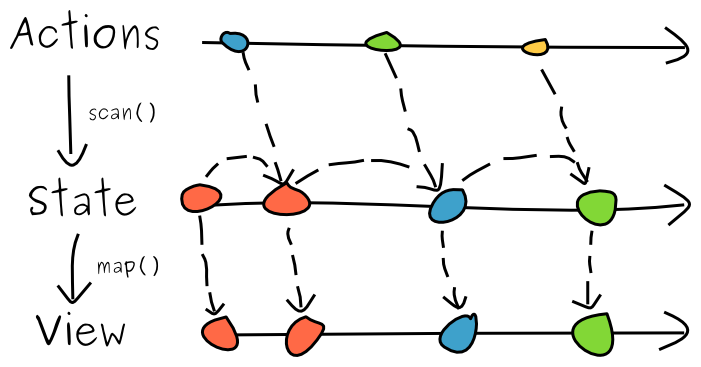 Actions
scan()
State
map()
View